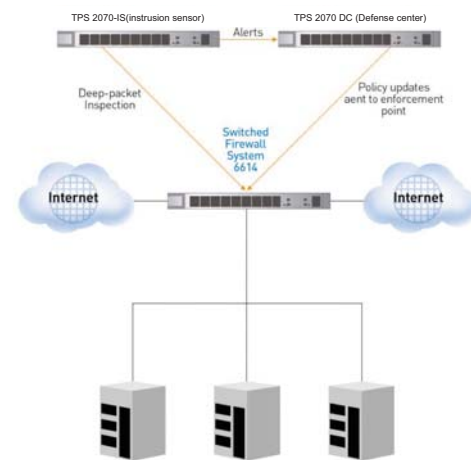 TPS 2070-IS(instrusion sensor)
TPS 2070 DC (Defense center)
Alerts
Deep-packet
Inspection
Policy updates
aent to enforcement
point
Switched
Firewall
System
6614
Internet
Internet